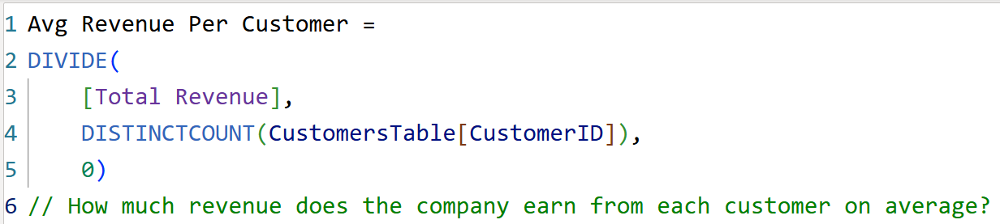 1 Avg Revenue Per Customer =
2 DIVIDE(
3 [Total Revenue],
4 DISTINCTCOUNT(CustomersTable[CustomerID]),
5 0)
6 // How much revenue does the company earn from each customer on average?